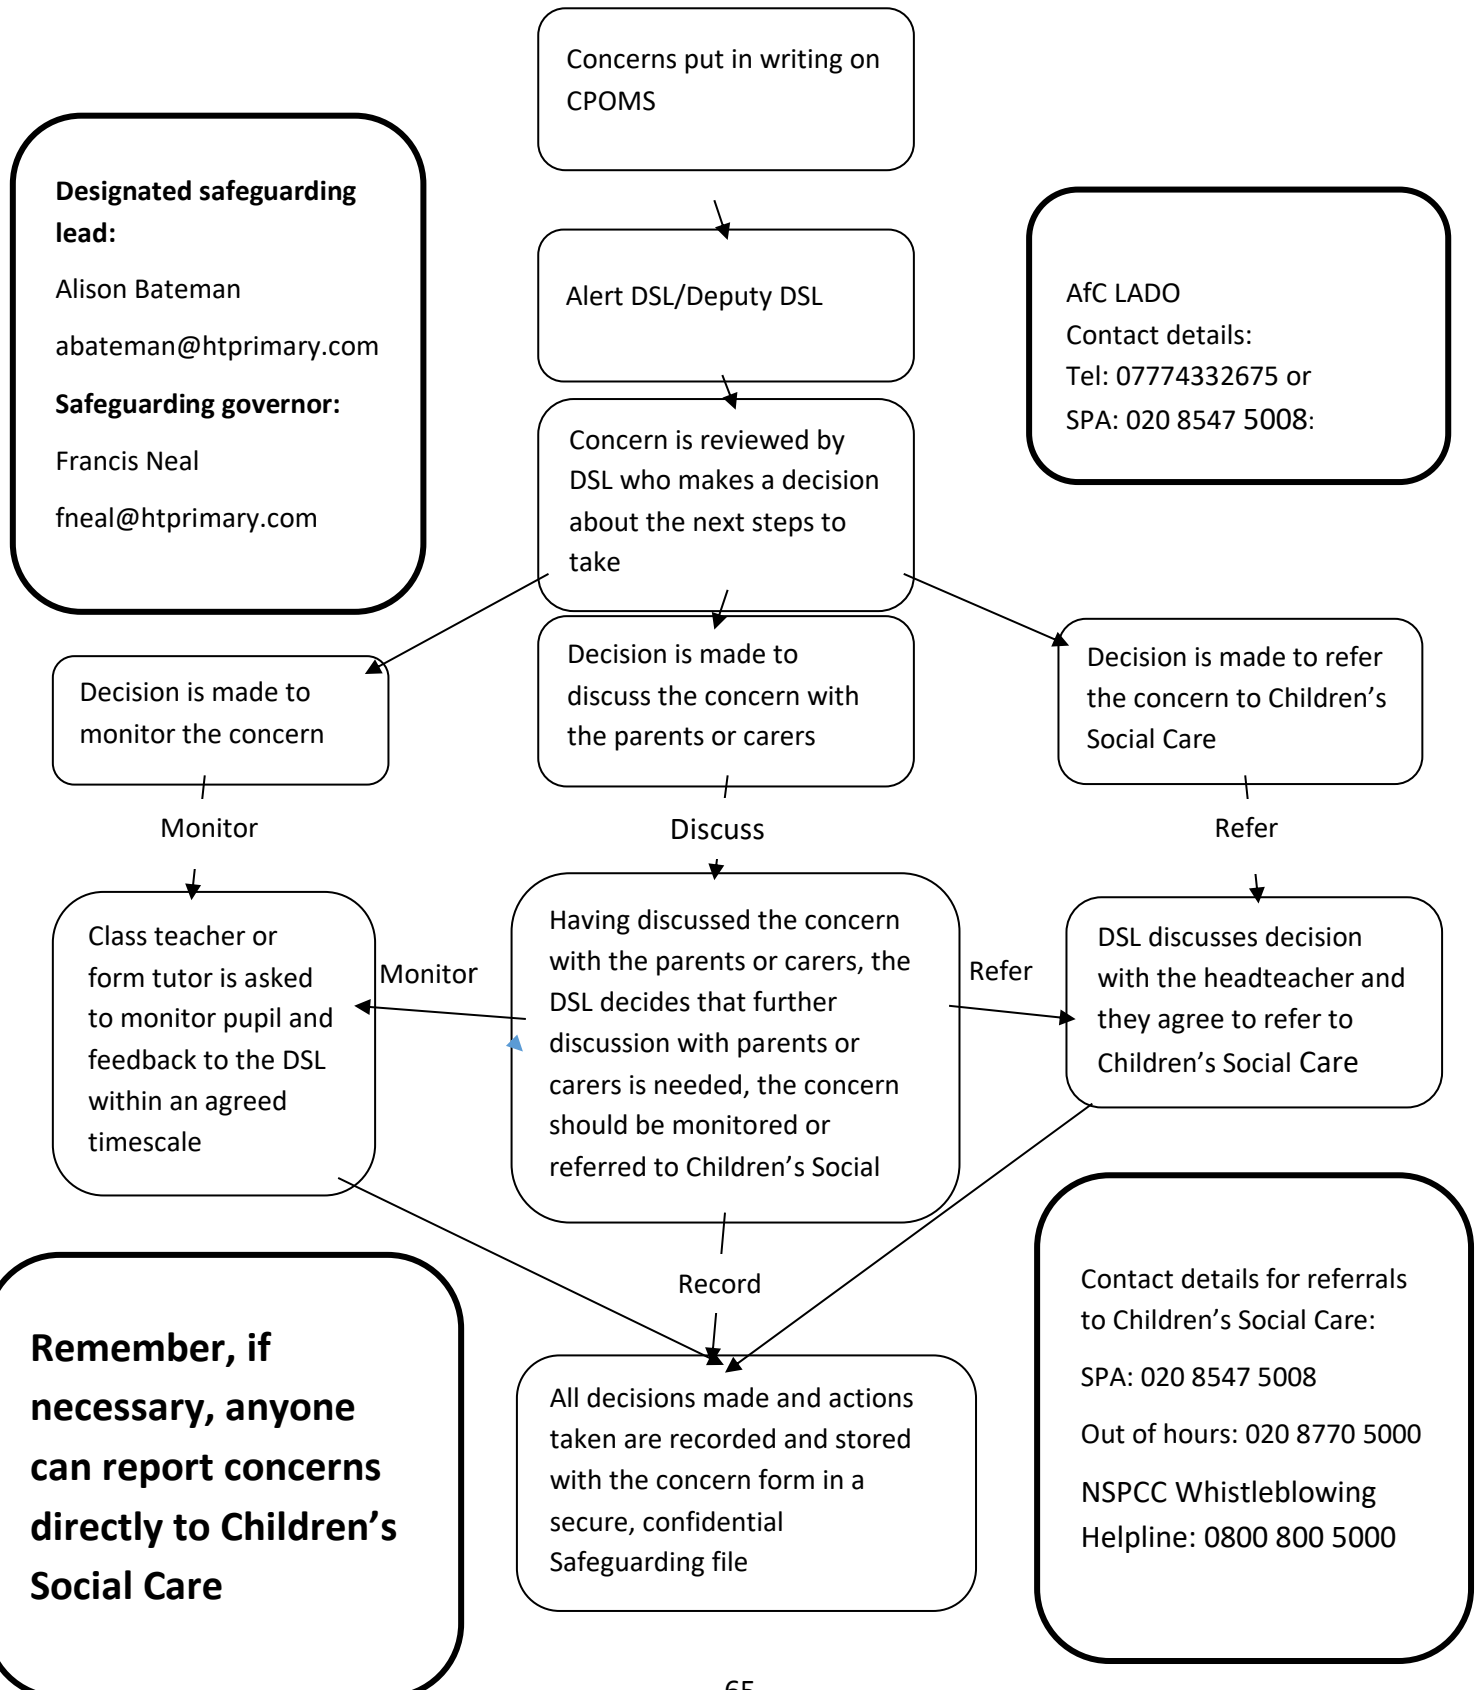 Concerns put in writing on
CPOMS
Designated safeguarding
lead:
Alison Bateman
abateman@htprimary.com
Safeguarding governor:
Francis Neal
fneal@htprimary.com
Alert DSL/Deputy DSL
AfC LADO
Contact details:
Tel: 07774332675 or
SPA: 020 8547 5008:
Concern is reviewed by
DSL who makes a decision
about the next steps to
take
Decision is made to
monitor the concern
Decision is made to
discuss the concern with
the parents or carers
Decision is made to refer
the concern to Children’s
Social Care
Monitor
Discuss
Refer
Class teacher or
form tutor is asked
to monitor pupil and
feedback to the DSL
within an agreed
timescale
Monitor
Having discussed the concern
with the parents or carers, the
DSL decides that further
discussion with parents or
carers is needed, the concern
should be monitored or
referred to Children’s Social
Refer
DSL discusses decision
with the headteacher and
they agree to refer to
Children’s Social Care
Record
Remember, if
necessary, anyone
can report concerns
directly to Children’s
Social Care
All decisions made and actions
taken are recorded and stored
with the concern form in a
secure, confidential
Safeguarding file
Contact details for referrals
to Children’s Social Care:
SPA: 020 8547 5008
Out of hours: 020 8770 5000
NSPCC Whistleblowing
Helpline: 0800 800 5000
65